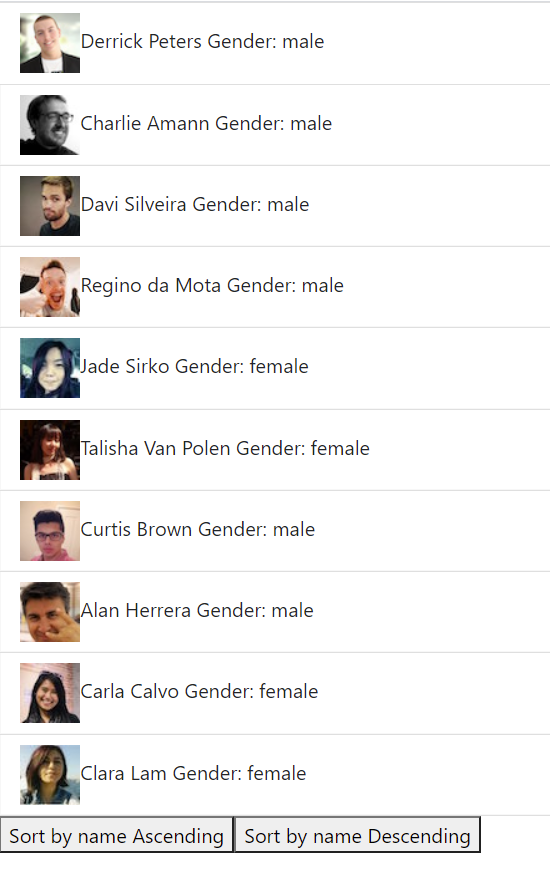 Derrick Peters Gender: male
Charlie Amann Gender: male
Davi Silveira Gender: male
Regino da Mota Gender: male
Jade Sirko Gender: female
Talisha Van Polen Gender: female
Curtis Brown Gender: male
Alan Herrera Gender: male
Carla Calvo Gender: female
Clara Lam Gender: female
Sort by name Ascending Sort by name Descending